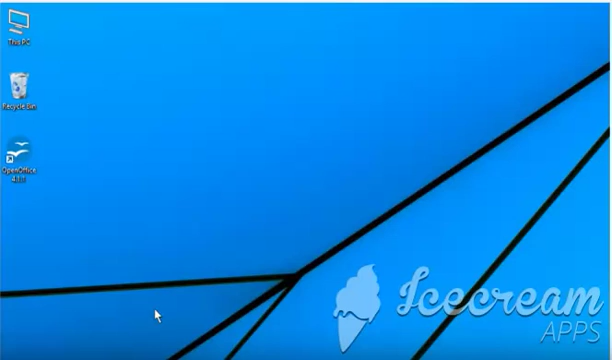 This PC
Recycle Bin
OpenOffice
4.1.1
Icecream
APPS